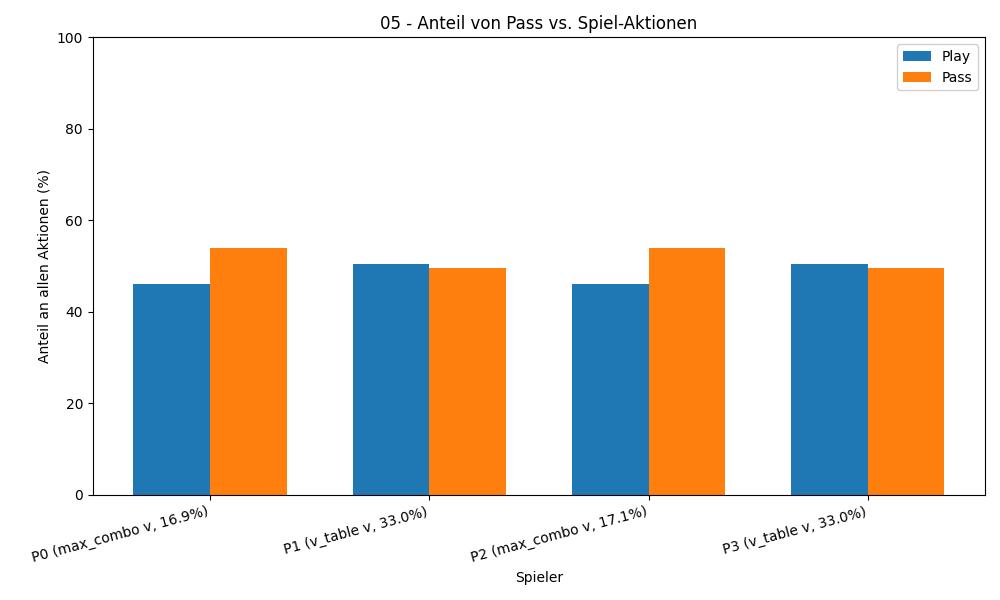 05 - Anteil von Pass vs. Spiel-Aktionen
Play
Pass
Anteil an allen Aktionen (%)
100
80
60
40
20
0
P0 (max_combo v, 16.9%)
P1 (v_table v, 33.0%)
P2 (max_combo v, 17.1%)
P3 (v_table v, 33.0%)
Spieler